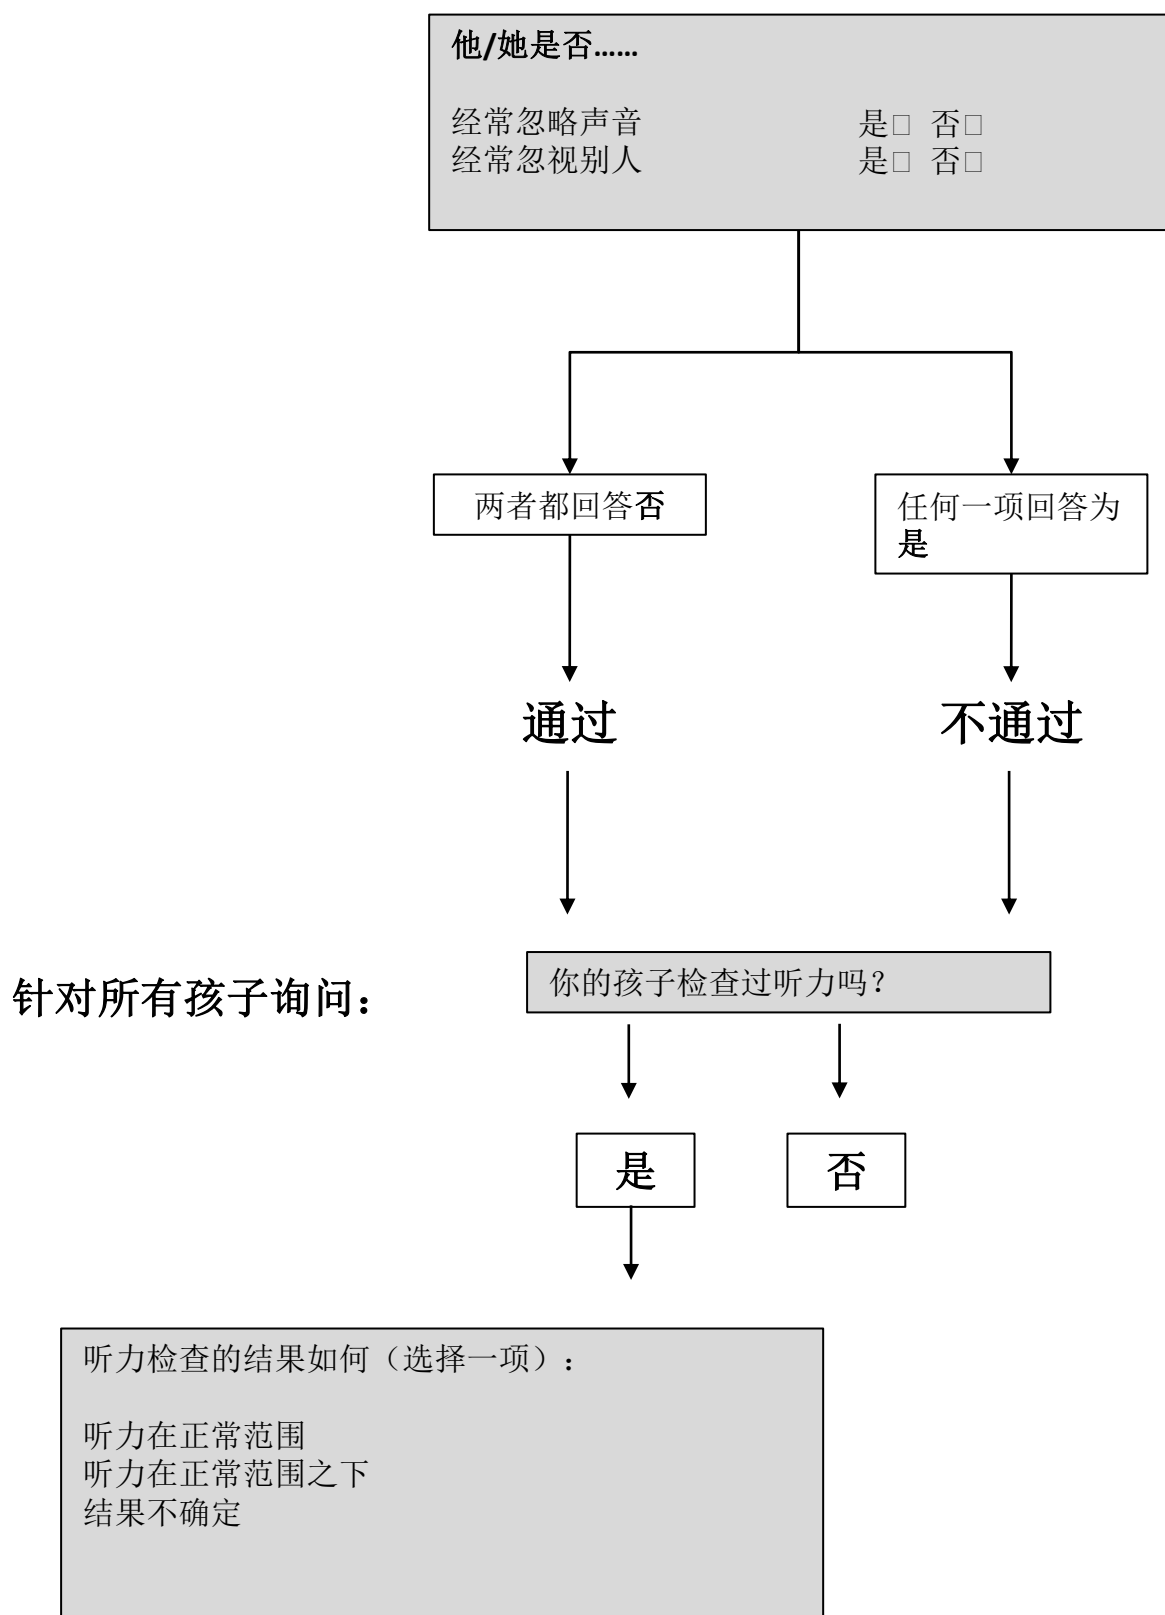 他/她是否……
经常忽略声音 是□ 否□
经常忽视别人 是□ 否□
两者都回答否
任何一项回答为
是
通过
不通过
针对所有孩子询问：
你的孩子检查过听力吗？
是
否
听力检查的结果如何（选择一项）：
听力在正常范围
听力在正常范围之下
结果不确定